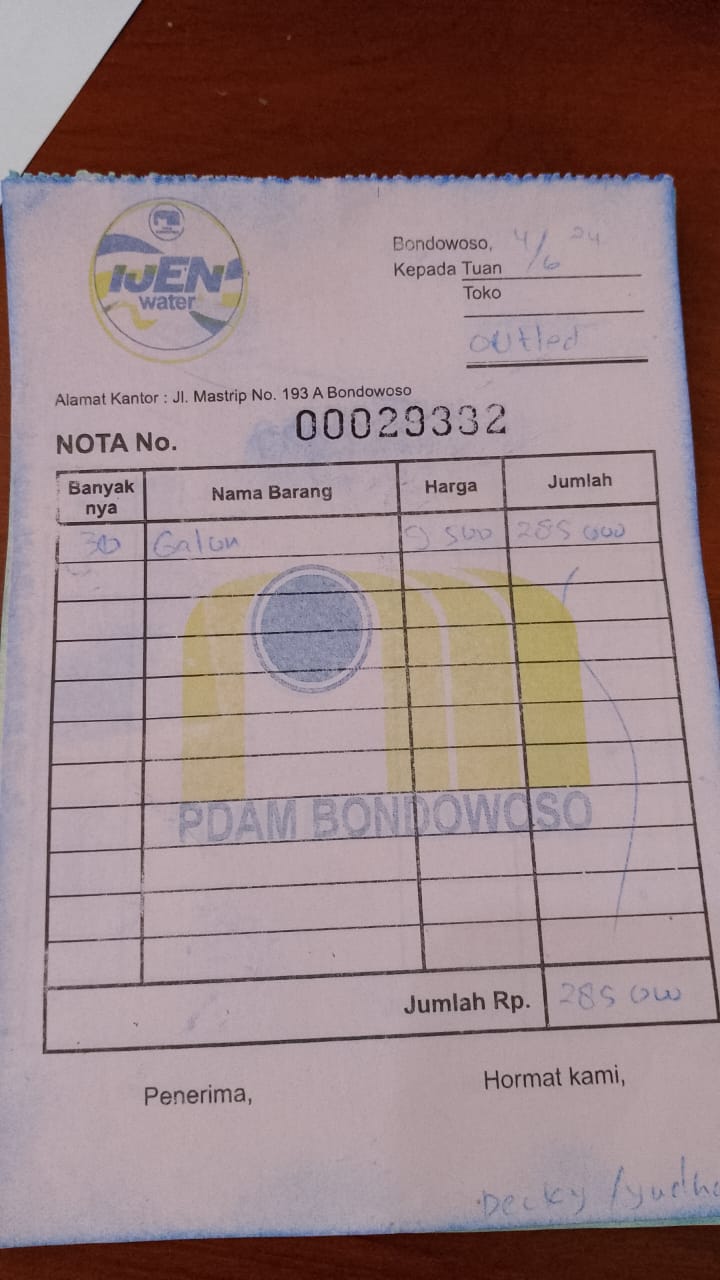 IJEN
water
Bondowoso, 4/6 24
Kepada Tuan
Toko
outled
Alamat Kantor : Jl. Mastrip No. 193 A Bondowoso
NOTA No. 00029332
Banyak nya Nama Barang Harga Jumlah
30 Galon 9 500 285 000
PDAM BONDOWOSO
Jumlah Rp. 285 000
Penerima, Hormat kami,
Decky / yudha